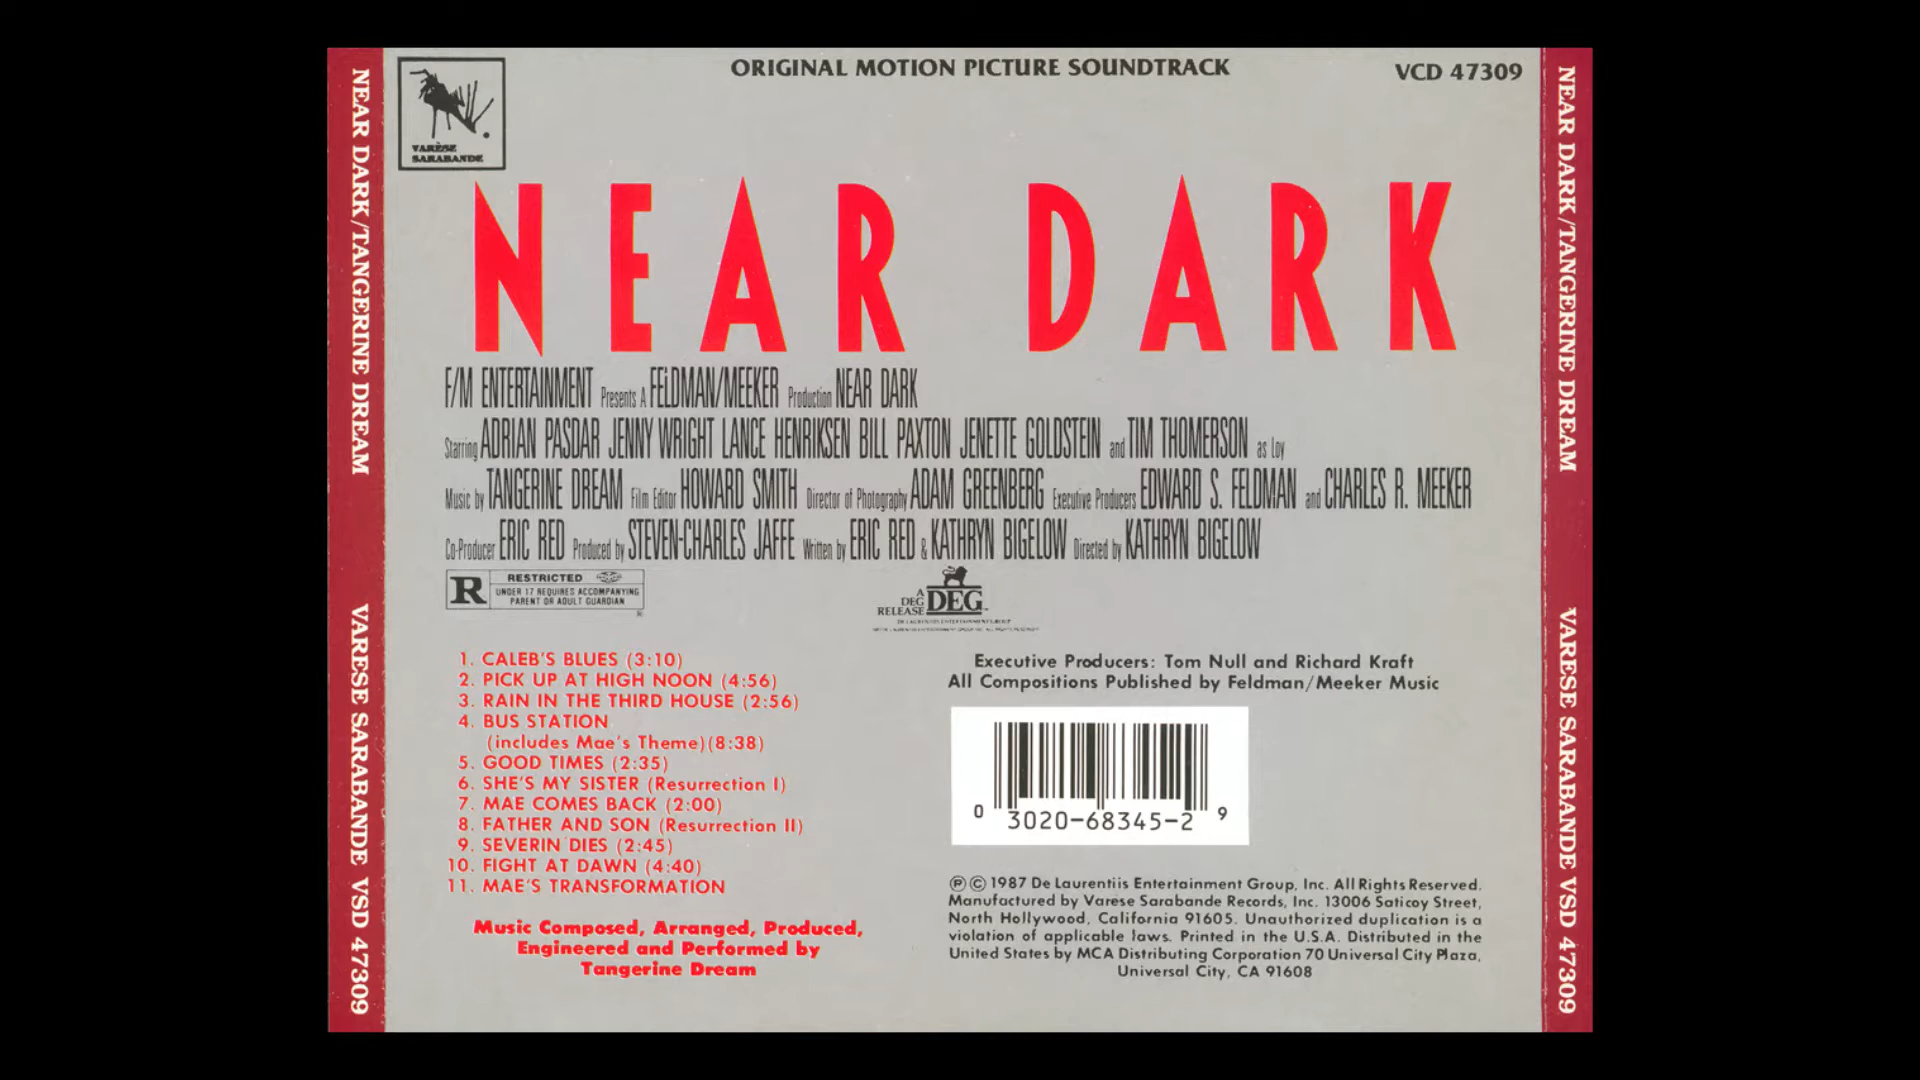 NEAR DARK/TANGERINE DREAM
VARESE SARABANDE VSD 47309
VARÈSE
SARABANDE
ORIGINAL MOTION PICTURE SOUNDTRACK
VCD 47309
NEAR DARK
F/M ENTERTAINMENT Presents A FELDMAN/MEEKER Production NEAR DARK
Starring ADRIAN PASDAR JENNY WRIGHT LANCE HENRIKSEN BILL PAXTON JENETTE GOLDSTEIN and TIM THOMERSON as Loy
Music by TANGERINE DREAM Film Editor HOWARD SMITH Director of Photography ADAM GREENBERG Executive Producers EDWARD S. FELDMAN and CHARLES R. MEEKER
Co-Producer ERIC RED Produced by STEVEN-CHARLES JAFFE Written by ERIC RED & KATHRYN BIGELOW Directed by KATHRYN BIGELOW
R RESTRICTED
UNDER 17 REQUIRES ACCOMPANYING
PARENT OR ADULT GUARDIAN
A
DEG
RELEASE
DEG
DE LAURENTIIS ENTERTAINMENT GROUP
1. CALEB'S BLUES (3:10)
2. PICK UP AT HIGH NOON (4:56)
3. RAIN IN THE THIRD HOUSE (2:56)
4. BUS STATION
(includes Mae's Theme)(8:38)
5. GOOD TIMES (2:35)
6. SHE'S MY SISTER (Resurrection I)
7. MAE COMES BACK (2:00)
8. FATHER AND SON (Resurrection II)
9. SEVERIN DIES (2:45)
10. FIGHT AT DAWN (4:40)
11. MAE'S TRANSFORMATION
Music Composed, Arranged, Produced,
Engineered and Performed by
Tangerine Dream
Executive Producers: Tom Null and Richard Kraft
All Compositions Published by Feldman/Meeker Music
0 3020-68345-2 9
Ⓟ © 1987 De Laurentiis Entertainment Group, Inc. All Rights Reserved.
Manufactured by Varèse Sarabande Records, Inc. 13006 Saticoy Street,
North Hollywood, California 91605. Unauthorized duplication is a
violation of applicable laws. Printed in the U.S.A. Distributed in the
United States by MCA Distributing Corporation 70 Universal City Plaza,
Universal City, CA 91608
NEAR DARK/TANGERINE DREAM
VARESE SARABANDE VSD 47309